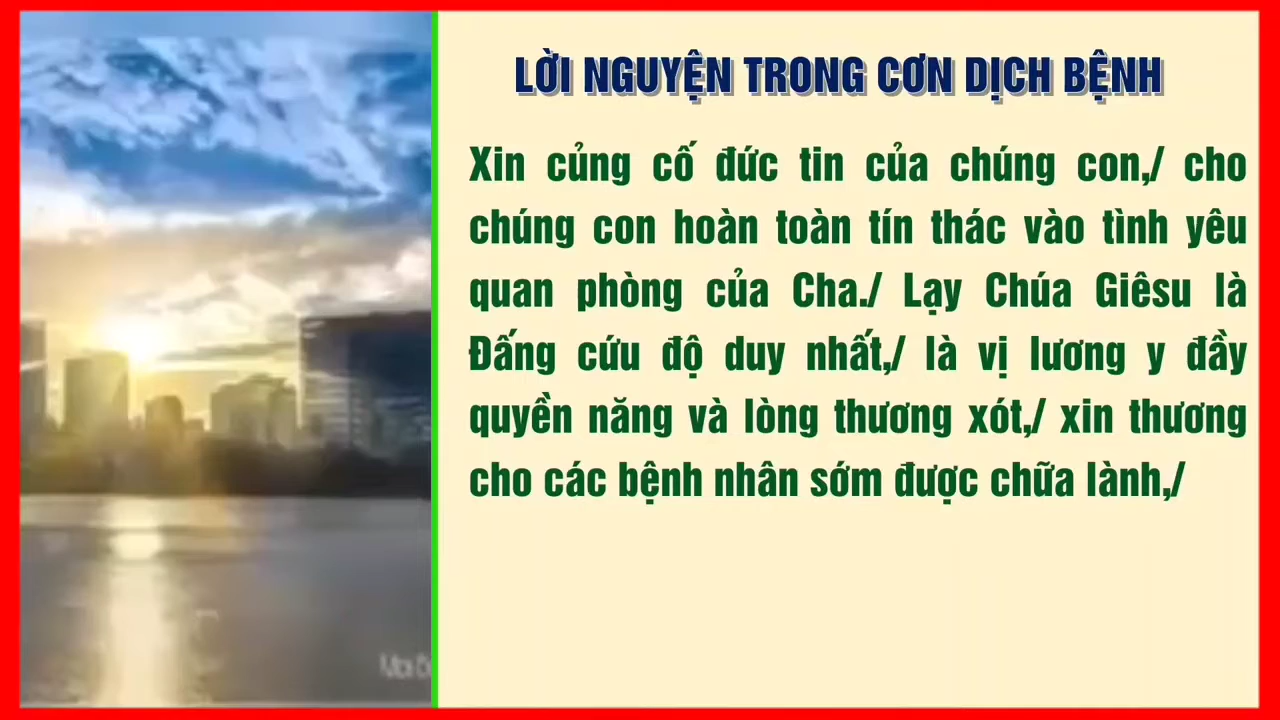 LỜI NGUYỆN TRONG CƠN DỊCH BỆNH
Xin củng cố đức tin của chúng con,/ cho
chúng con hoàn toàn tín thác vào tình yêu
quan phòng của Cha./ Lạy Chúa Giêsu là
Đấng cứu độ duy nhất,/ là vị lương y đầy
quyền năng và lòng thương xót,/ xin thương
cho các bệnh nhân sớm được chữa lành,/